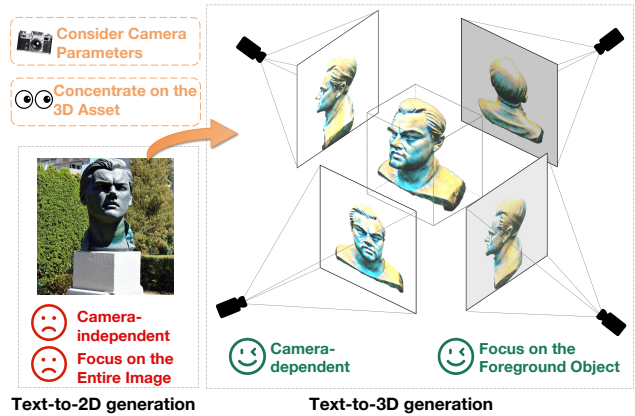 Consider Camera
Parameters
Concentrate on the
3D Asset
Camera-
independent
Focus on the
Entire Image
Text-to-2D generation
Camera-
dependent
Focus on the
Foreground Object
Text-to-3D generation